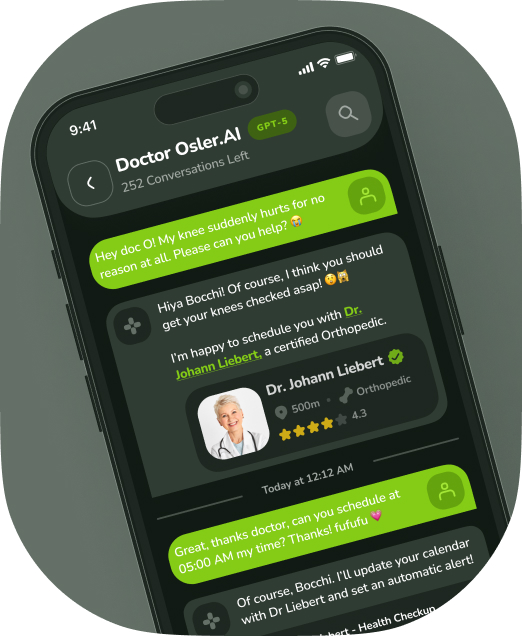 9:41
Doctor Osler.AI GPT-5
252 Conversations Left
Hey doc O! My knee suddenly hurts for no
reason at all. Please can you help? 😭
Hiya Bocchi! Of course, I think you should
get your knees checked asap! 🤒🙀
I'm happy to schedule you with Dr.
Johann Liebert, a certified Orthopedic.
Dr. Johann Liebert
500m • Orthopedic
4.3
Today at 12:12 AM
Great, thanks doctor, can you schedule at
05:00 AM my time? Thanks! fufufu 💗
Of course, Bocchi. I'll update your calendar
with Dr Liebert and set an automatic alert!
- Health Checkup